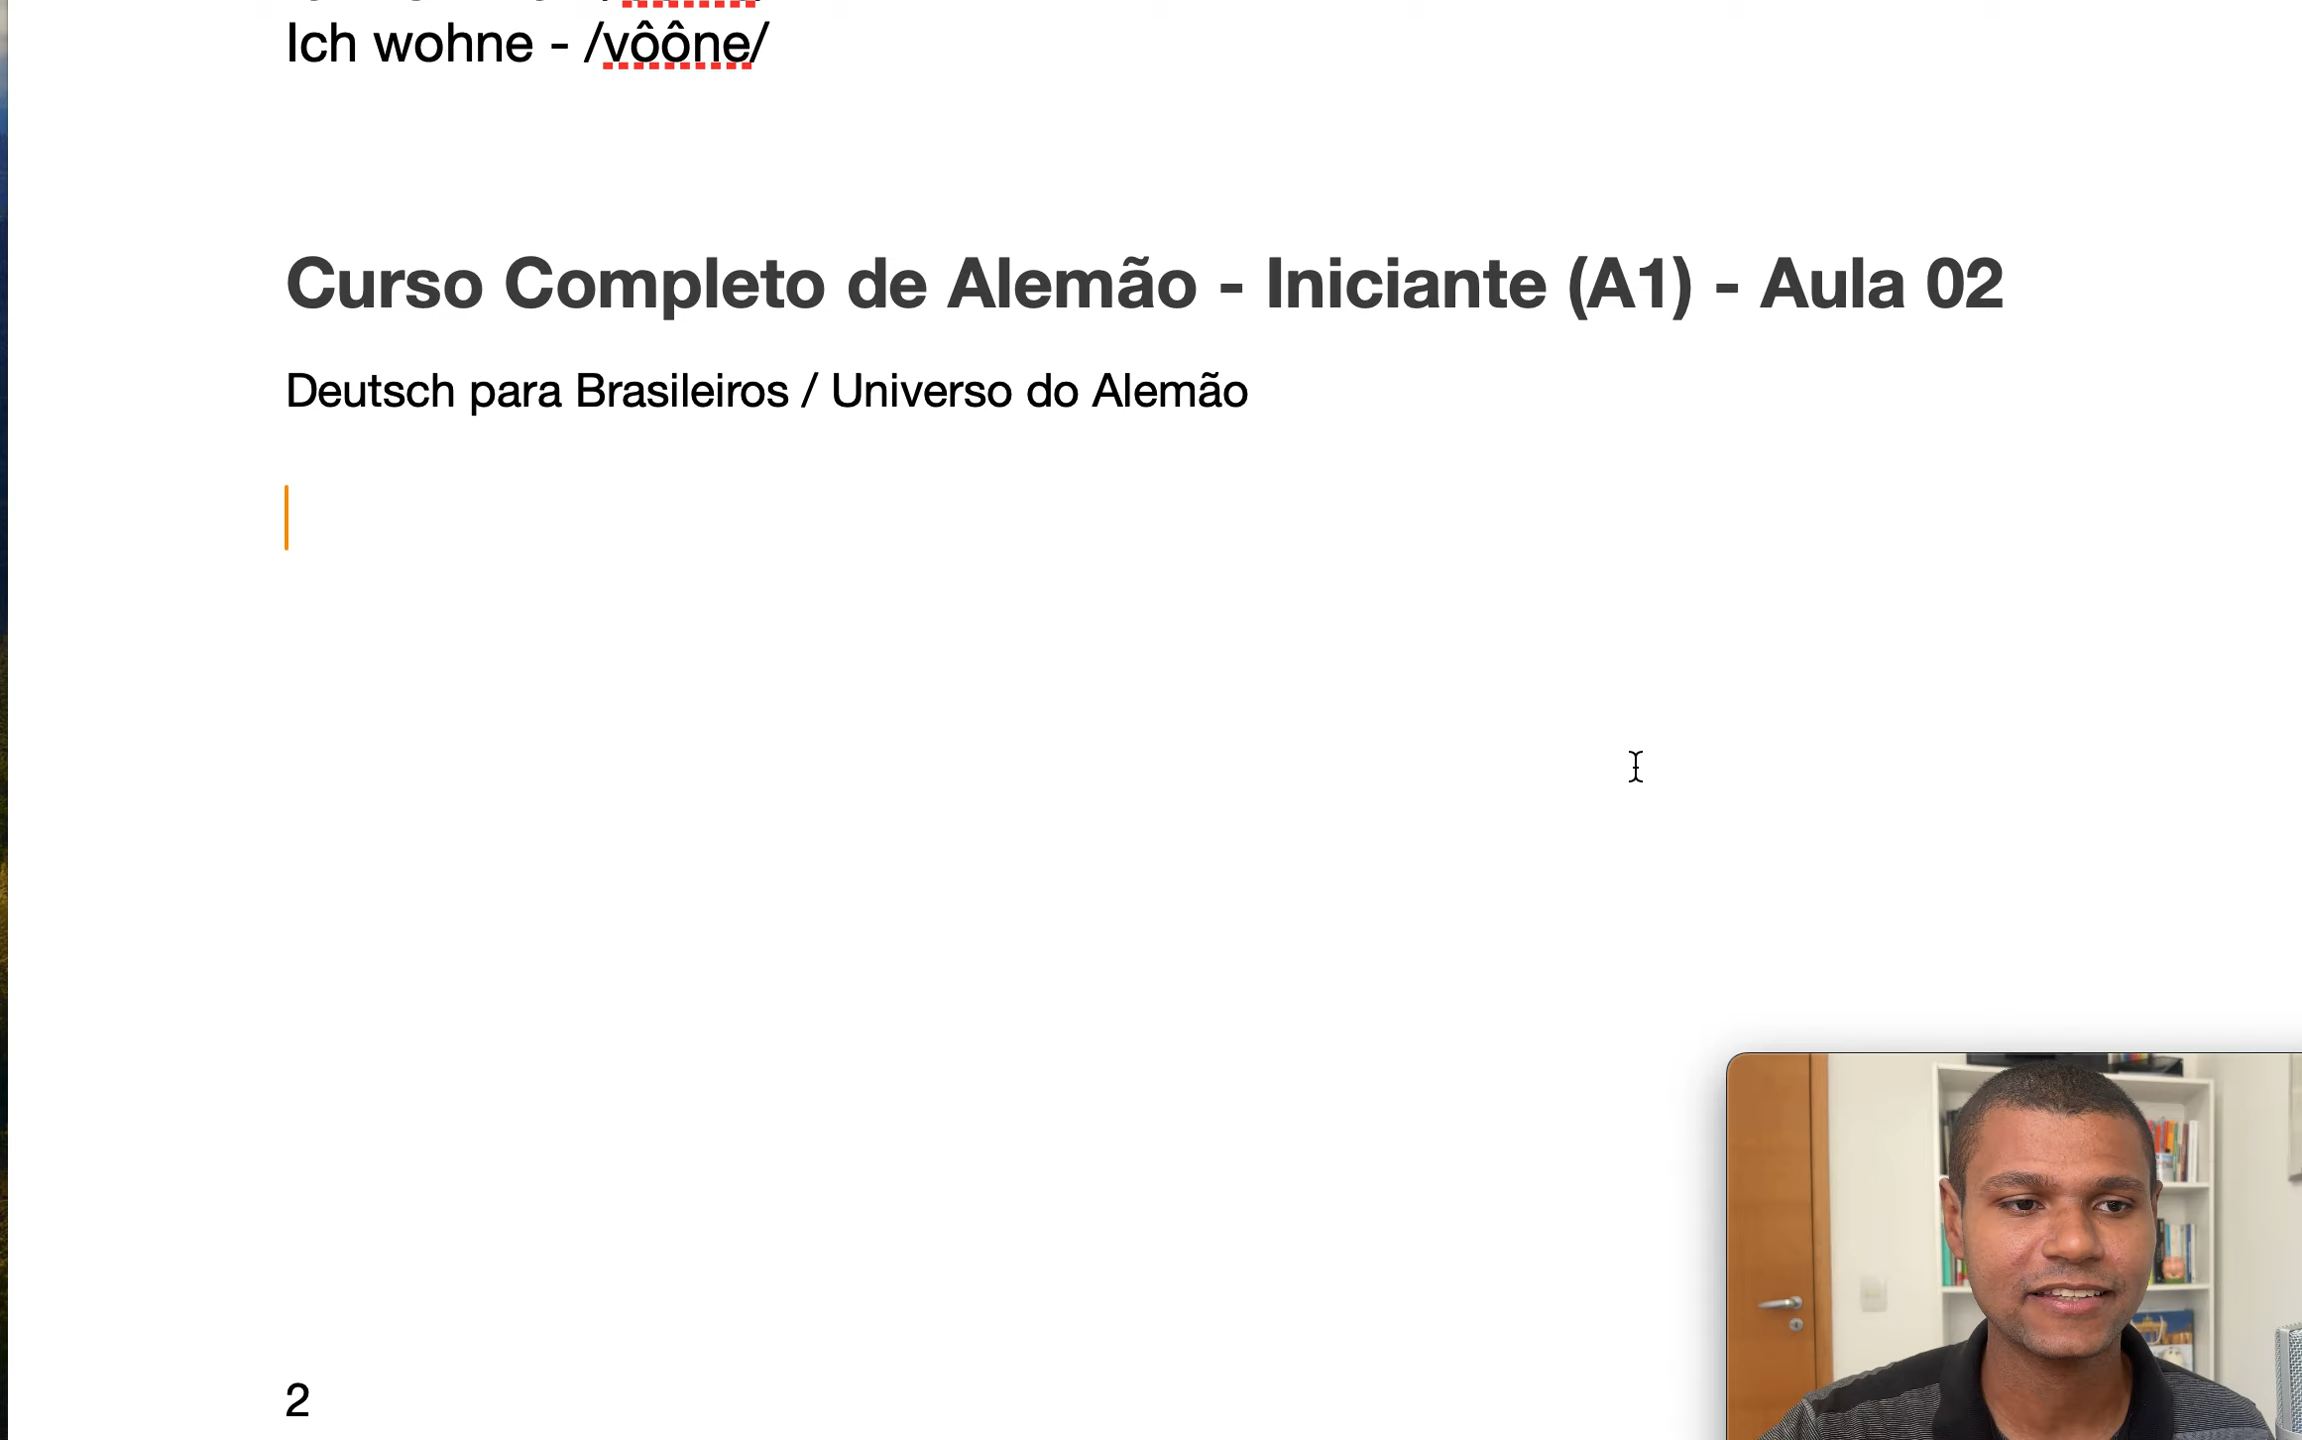 Ich wohne - /vôône/
Curso Completo de Alemão - Iniciante (A1) - Aula 02
Deutsch para Brasileiros / Universo do Alemão
2